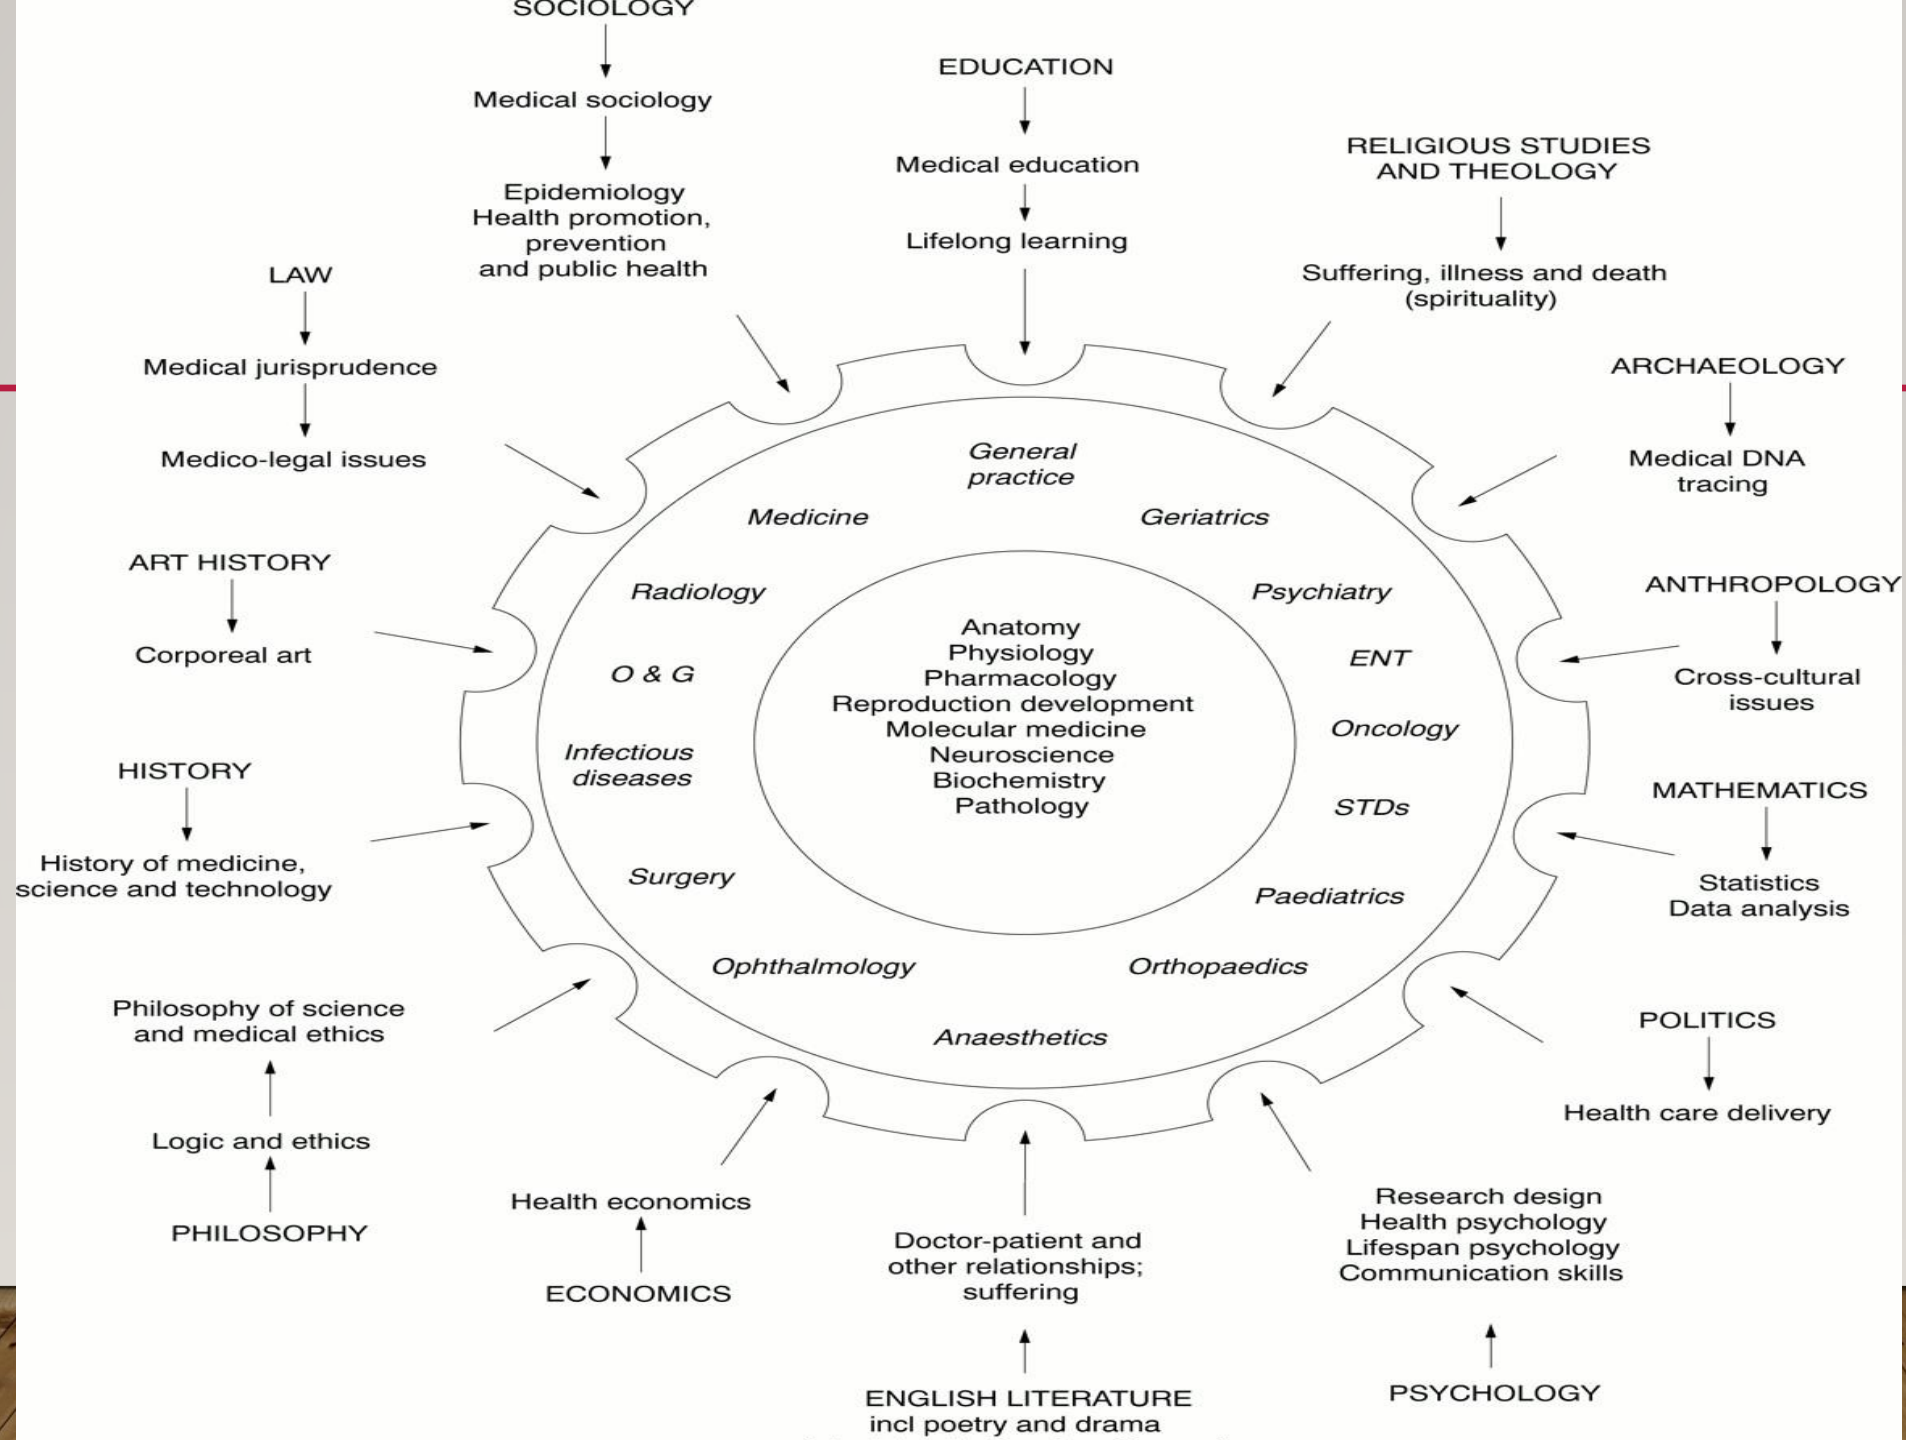 SOCIOLOGY
Medical sociology
Epidemiology
Health promotion,
prevention
and public health
EDUCATION
Medical education
Lifelong learning
RELIGIOUS STUDIES
AND THEOLOGY
Suffering, illness and death
(spirituality)
LAW
Medical jurisprudence
Medico-legal issues
ARCHAEOLOGY
Medical DNA
tracing
ART HISTORY
Corporeal art
ANTHROPOLOGY
Cross-cultural
issues
HISTORY
History of medicine,
science and technology
MATHEMATICS
Statistics
Data analysis
General
practice
Medicine
Geriatrics
Radiology
Psychiatry
O & G
ENT
Infectious
diseases
Oncology
STDs
Surgery
Paediatrics
Ophthalmology
Orthopaedics
Anaesthetics
Anatomy
Physiology
Pharmacology
Reproduction development
Molecular medicine
Neuroscience
Biochemistry
Pathology
Philosophy of science
and medical ethics
Logic and ethics
PHILOSOPHY
POLITICS
Health care delivery
Health economics
ECONOMICS
Doctor-patient and
other relationships;
suffering
ENGLISH LITERATURE
incl poetry and drama
Research design
Health psychology
Lifespan psychology
Communication skills
PSYCHOLOGY